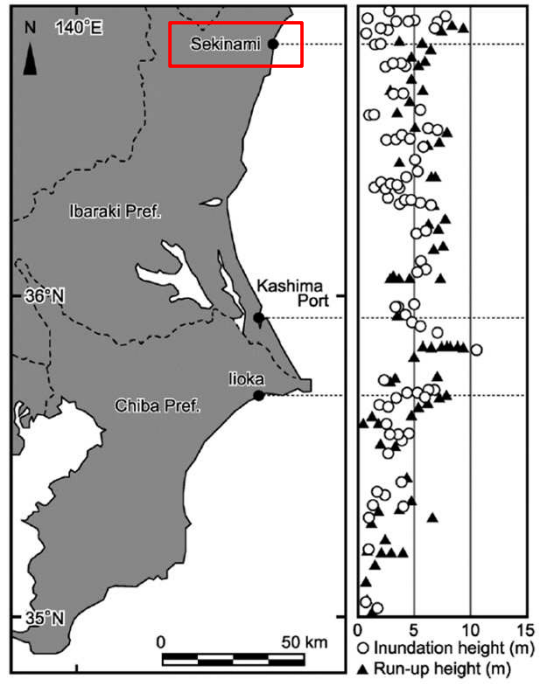 N
140°E
Sekinami
Ibaraki Pref.
36°N
Kashima
Port
Iioka
Chiba Pref.
35°N
0 50 km
0 5 10 15
Inundation height (m)
Run-up height (m)